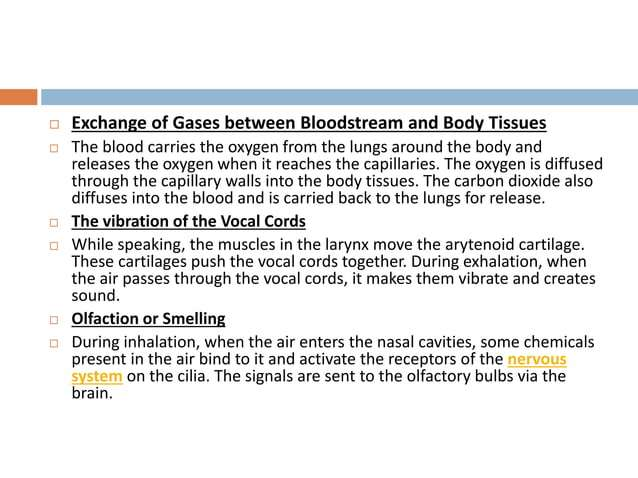 Exchange of Gases between Bloodstream and Body Tissues
The blood carries the oxygen from the lungs around the body and
releases the oxygen when it reaches the capillaries. The oxygen is diffused
through the capillary walls into the body tissues. The carbon dioxide also
diffuses into the blood and is carried back to the lungs for release.
The vibration of the Vocal Cords
While speaking, the muscles in the larynx move the arytenoid cartilage.
These cartilages push the vocal cords together. During exhalation, when
the air passes through the vocal cords, it makes them vibrate and creates
sound.
Olfaction or Smelling
During inhalation, when the air enters the nasal cavities, some chemicals
present in the air bind to it and activate the receptors of the nervous
system on the cilia. The signals are sent to the olfactory bulbs via the
brain.